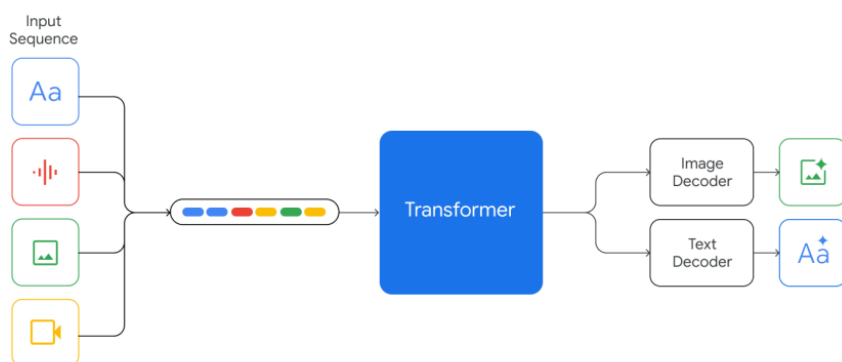 Input
Sequence
Aa
Transformer
Image
Decoder
Text
Decoder
Aa